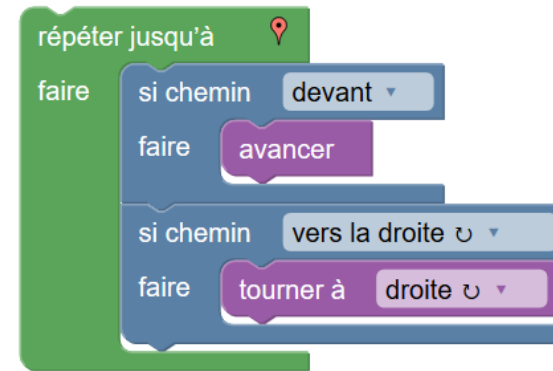 répéter jusqu'à
faire si chemin devant
faire avancer
si chemin vers la droite ↻
faire tourner à droite ↻